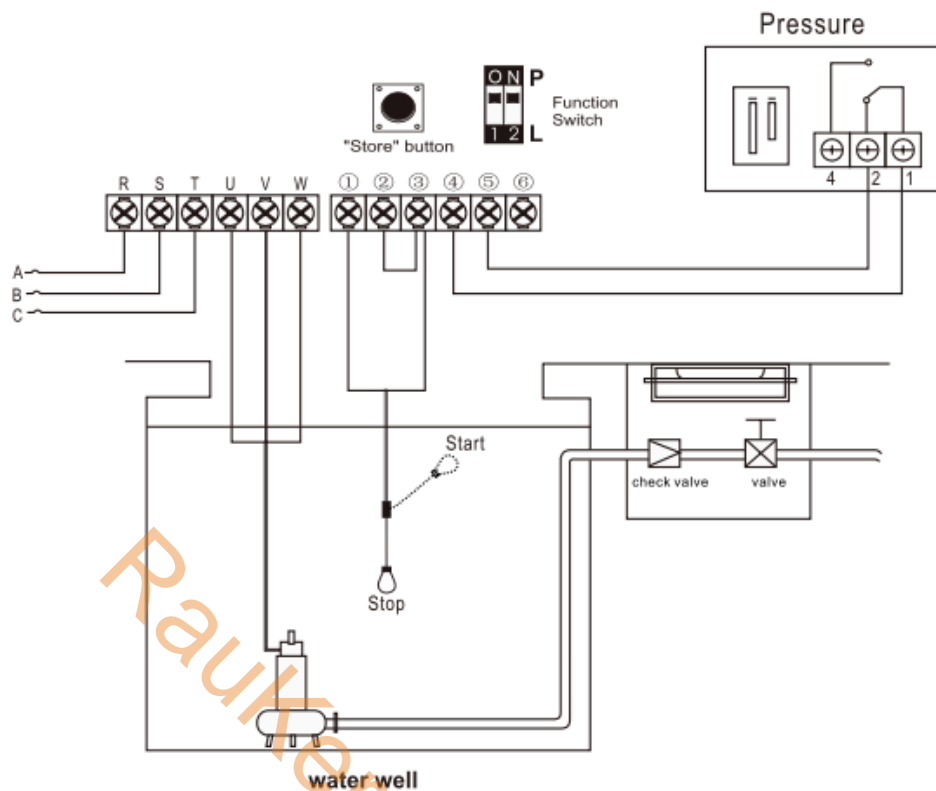 Pressure
ON P
Function
Switch
1 2 L
"Store" button
4 2 1
R S T U V W ① ② ③ ④ ⑤ ⑥
A
B
C
Start
check valve
valve
Stop
RauKer
water well